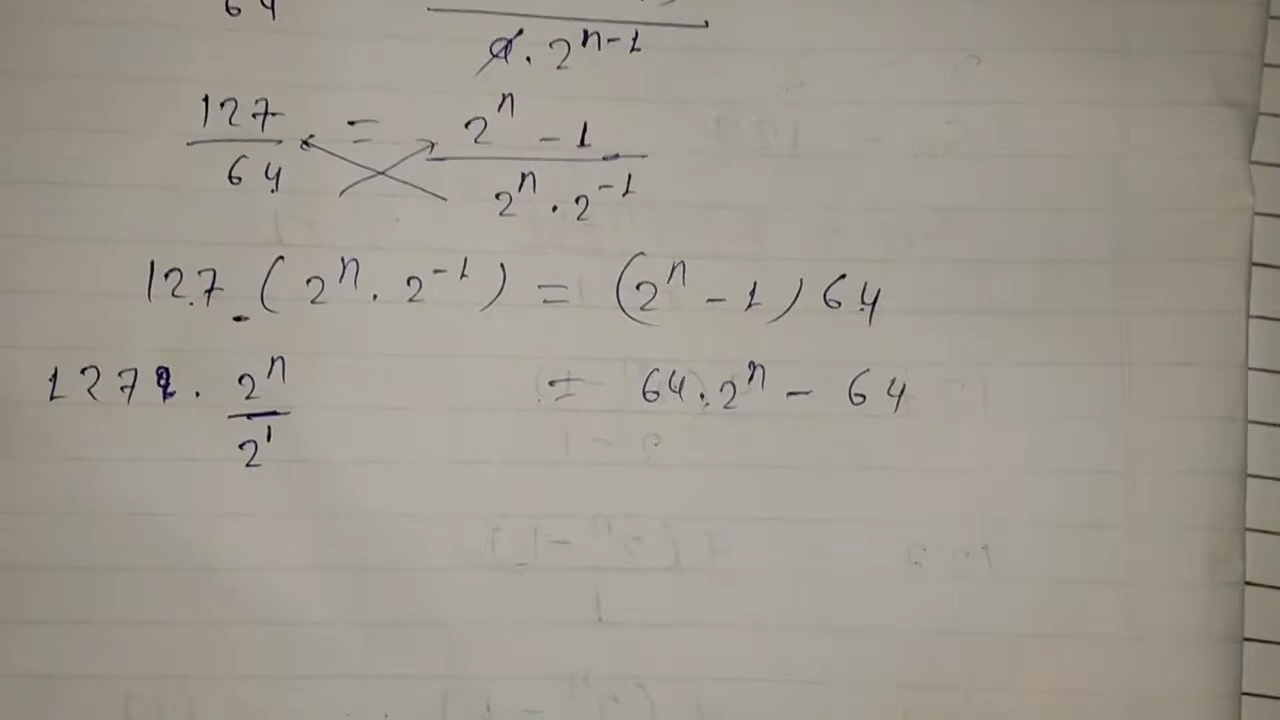 64
a . 2^{n-1}
127/64 = (2^n - 1)/(2^n . 2^{-1})
127 . (2^n . 2^{-1}) = (2^n - 1) 64
127 . 2^n/2^1 = 64 . 2^n - 64